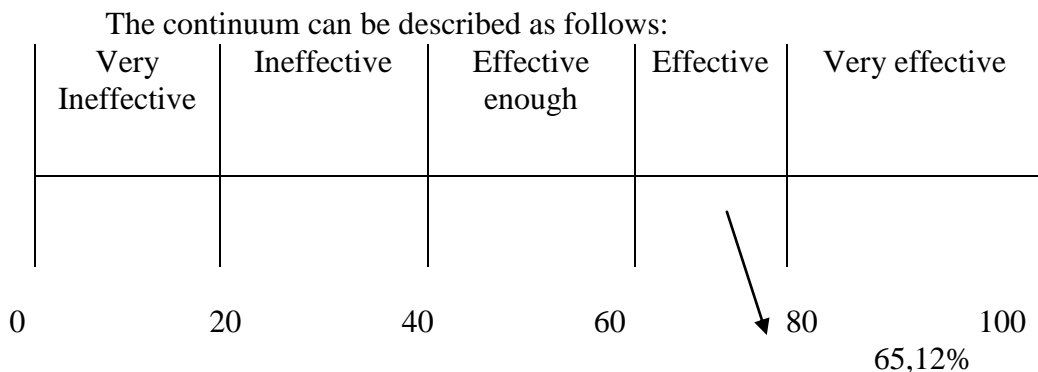 The continuum can be described as follows:
Very Ineffective Effective Effective Very effective
Ineffective enough
0 20 40 60 80 100
65,12%